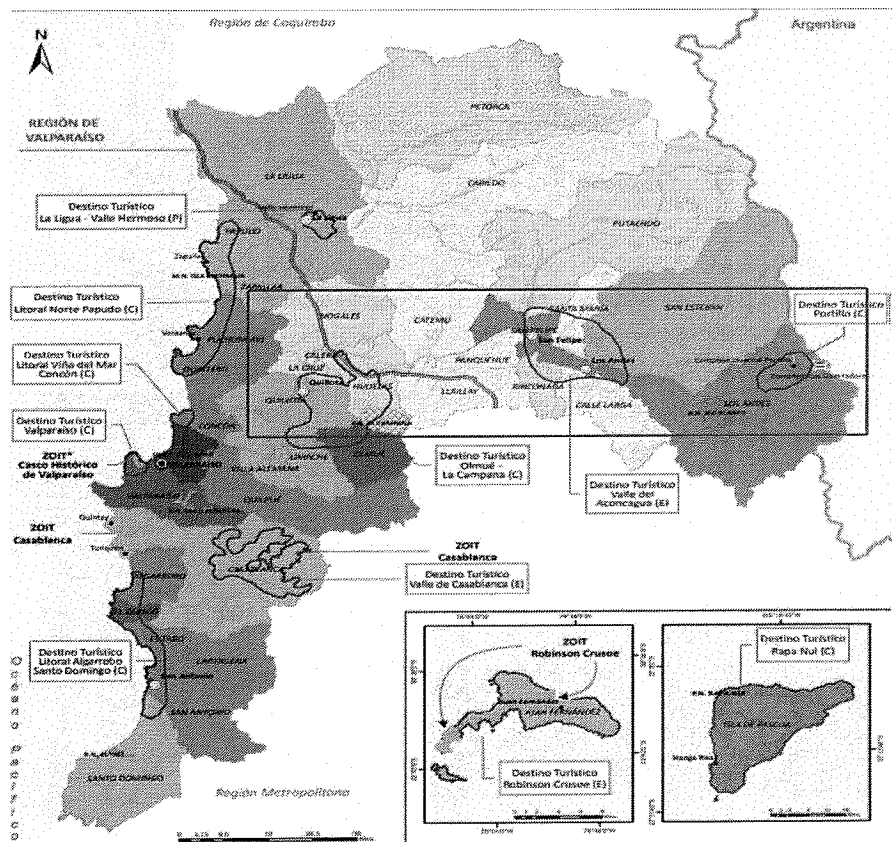 Región de Coquimbo
Argentina
N
REGIÓN DE
VALPARAÍSO
PETORCA
LA LIGUA
CABILDO
Destino Turístico
La Ligua - Valle Hermoso (P)
PUTAENDO
PAPUDO
ZAPALLAR
Destino Turístico
Litoral Norte Papudo (C)
NOGALES
CATEMU
SANTA MARIA
SAN ESTEBAN
Destino Turístico
Portillo (C)
San Felipe
PUCHUNCAVI
Destino Turístico
Litoral Viña del Mar
Concón (C)
QUINTERO
CALERA
LA CRUZ
Quillota
HIJUELAS
PANQUEHUE
Los Andes
LLAILLAY
RINCONADA
CALLE LARGA
LOS ANDES
QUILLOTA
CONCÓN
Destino Turístico
Valparaíso (C)
ZOIT*
Casco Histórico
de Valparaíso
VALPARAISO
LIMACHE
OLMUÉ
VILLA ALEMANA
QUILPUÉ
Destino Turístico
Olmué -
La Campana (C)
Destino Turístico
Valle del
Aconcagua (E)
Quintay
ZOIT
Casablanca
Tunquén
ZOIT
Casablanca
Destino Turístico
Valle de Casablanca (E)
ALGARROBO
EL QUISCO
EL TABO
CARTAGENA
Destino Turístico
Litoral Algarrobo
Santo Domingo (C)
San Antonio
SAN ANTONIO
SANTO DOMINGO
Océano Pacífico
Región Metropolitana
ZOIT
Robinson Crusoe
JUAN FERNÁNDEZ
Destino Turístico
Robinson Crusoe (E)
Destino Turístico
Rapa Nui (C)
ISLA DE PASCUA
Hanga Roa